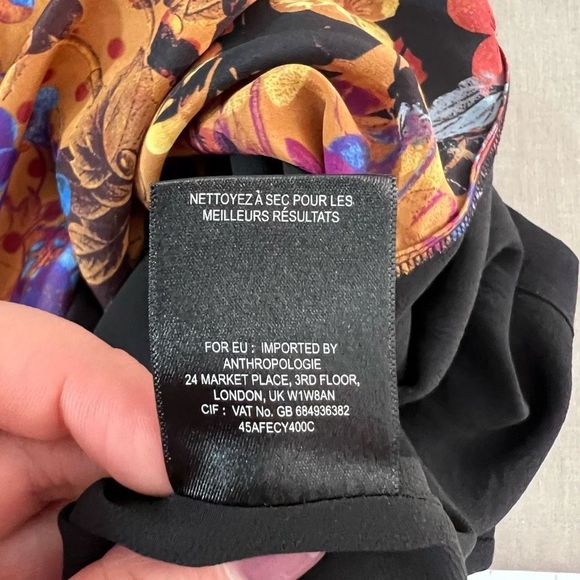 NETTOYEZ À SEC POUR LES
MEILLEURS RÉSULTATS
FOR EU : IMPORTED BY
ANTHROPOLOGIE
24 MARKET PLACE, 3RD FLOOR,
LONDON, UK W1W8AN
CIF : VAT No. GB 684936382
45AFECY400C